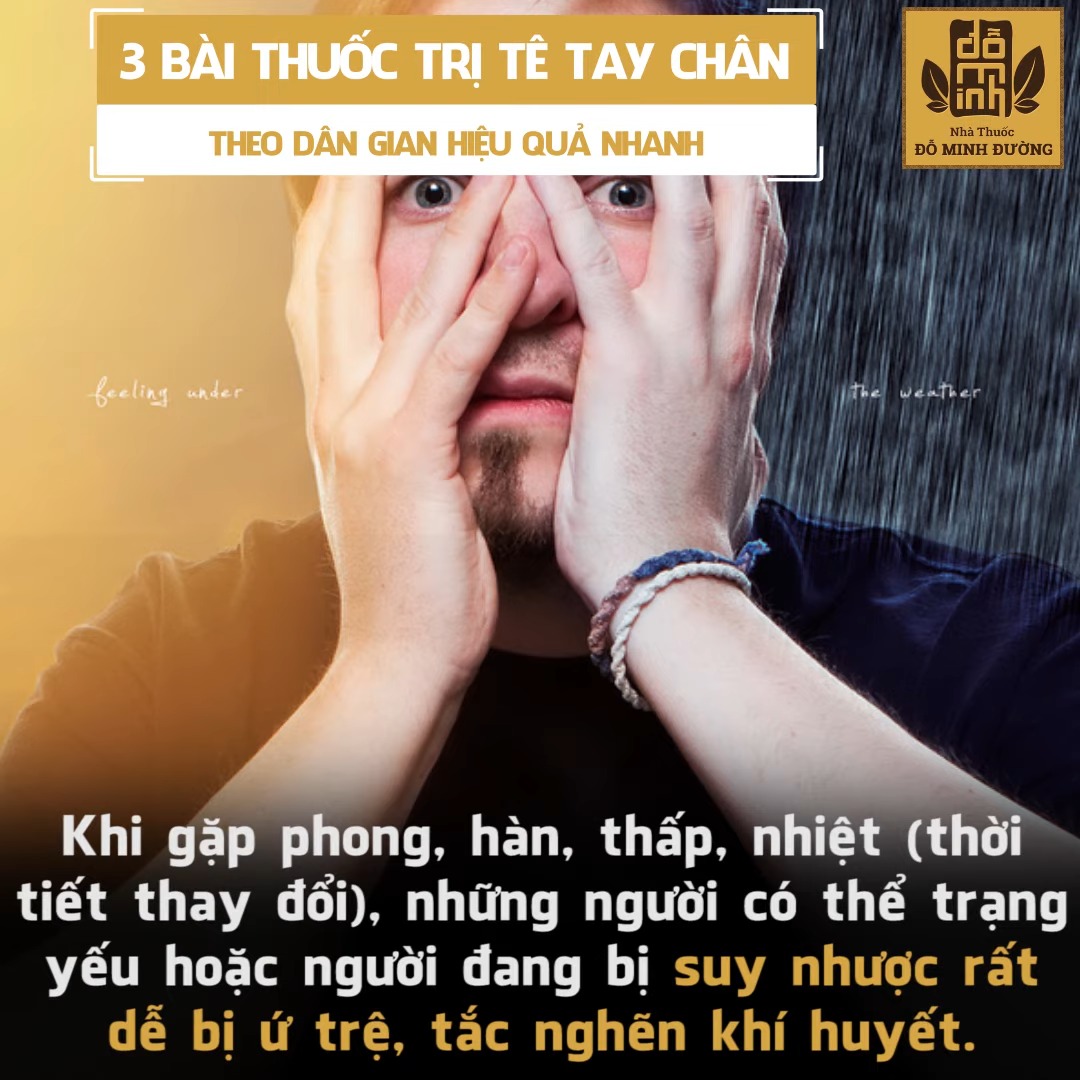 3 BÀI THUỐC TRỊ TÊ TAY CHÂN
THEO DÂN GIAN HIỆU QUẢ NHANH
đỗ
minh
Nhà Thuốc
ĐỖ MINH ĐƯỜNG
feeling under
the weather
Khi gặp phong, hàn, thấp, nhiệt (thời
tiết thay đổi), những người có thể trạng
yếu hoặc người đang bị suy nhược rất
dễ bị ứ trệ, tắc nghẽn khí huyết.